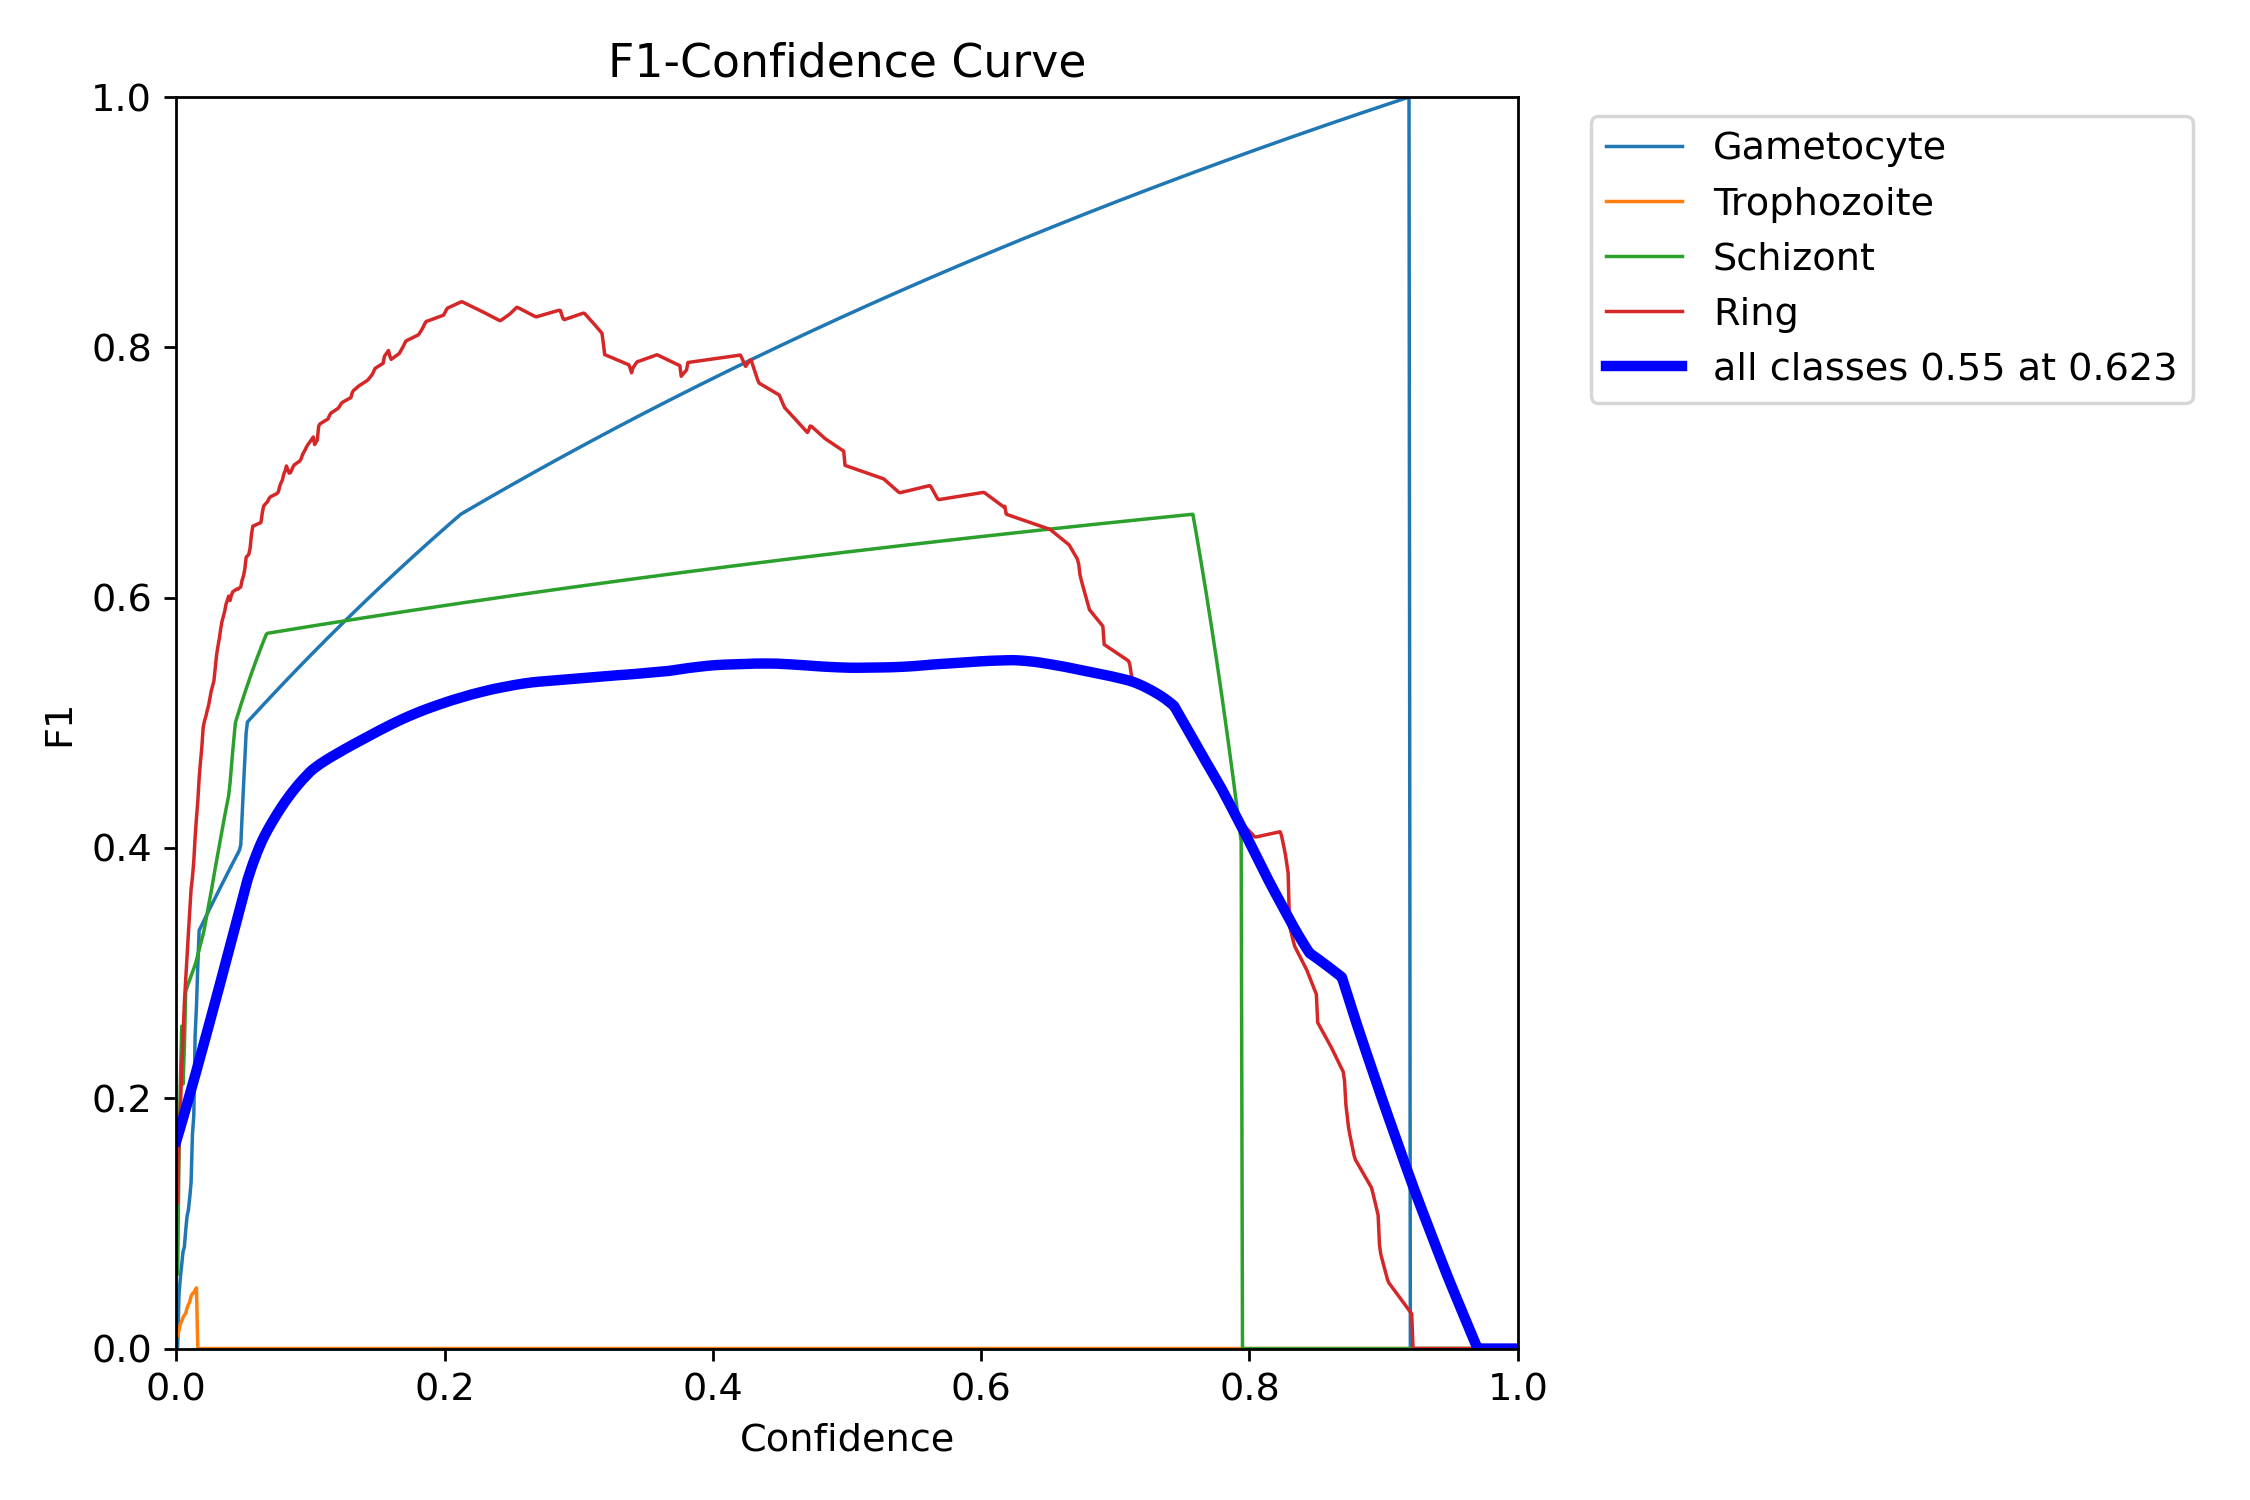 F1-Confidence Curve
1.0
0.8
0.6
0.4
0.2
0.0
F1
0.0 0.2 0.4 0.6 0.8 1.0
Confidence
Gametocyte
Trophozoite
Schizont
Ring
all classes 0.55 at 0.623